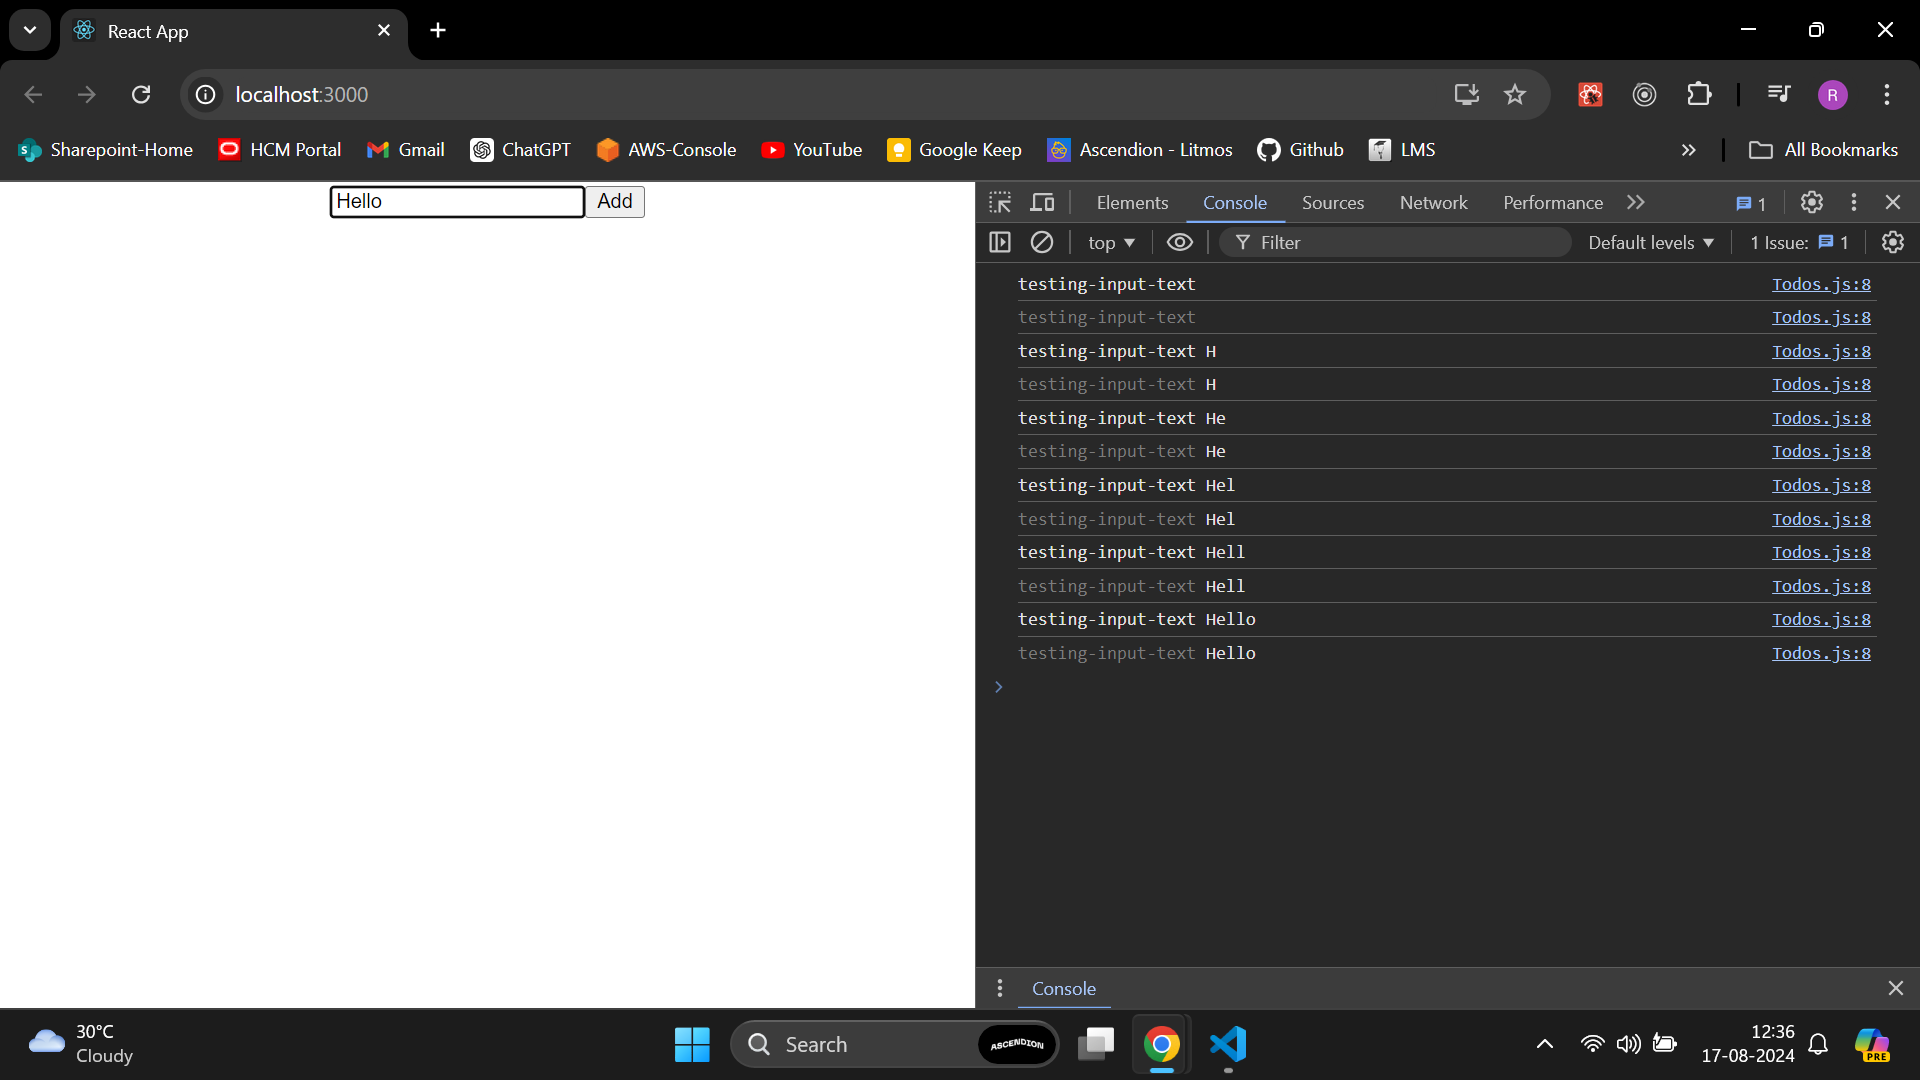 React App
localhost:3000
R
Sharepoint-Home HCM Portal Gmail ChatGPT AWS-Console YouTube Google Keep Ascendion - Litmos Github LMS All Bookmarks
Hello Add
Elements Console Sources Network Performance 1
top Filter Default levels 1 Issue: 1
testing-input-text Todos.js:8
testing-input-text Todos.js:8
testing-input-text H Todos.js:8
testing-input-text H Todos.js:8
testing-input-text He Todos.js:8
testing-input-text He Todos.js:8
testing-input-text Hel Todos.js:8
testing-input-text Hel Todos.js:8
testing-input-text Hell Todos.js:8
testing-input-text Hell Todos.js:8
testing-input-text Hello Todos.js:8
testing-input-text Hello Todos.js:8
Console
30°C
Cloudy
Search
ASCENDION
12:36
17-08-2024
PRE